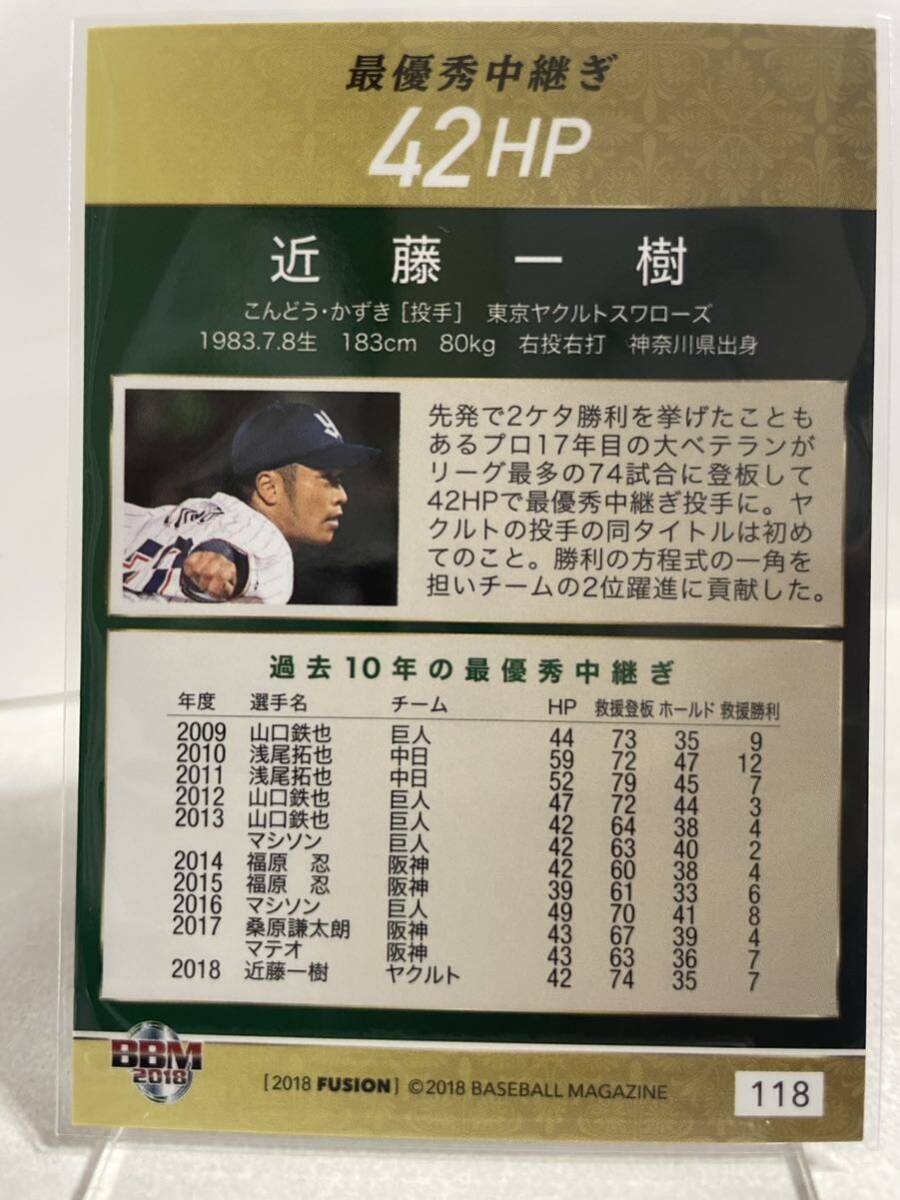 最優秀中継ぎ
42HP
近藤一樹
こんどう・かずき［投手］ 東京ヤクルトスワローズ
1983.7.8生 183cm 80kg 右投右打 神奈川県出身
先発で2ケタ勝利を挙げたことも
あるプロ17年目の大ベテランが
リーグ最多の74試合に登板して
42HPで最優秀中継ぎ投手に。ヤ
クルトの投手の同タイトルは初め
てのこと。勝利の方程式の一角を
担いチームの2位躍進に貢献した。
過去10年の最優秀中継ぎ
年度 選手名 チーム HP 救援登板 ホールド 救援勝利
2009 山口鉄也 巨人 44 73 35 9
2010 浅尾拓也 中日 59 72 47 12
2011 浅尾拓也 中日 52 79 45 7
2012 山口鉄也 巨人 47 72 44 3
2013 山口鉄也 巨人 42 64 38 4
マシソン 巨人 42 63 40 2
2014 福原 忍 阪神 42 60 38 4
2015 福原 忍 阪神 39 61 33 6
2016 マシソン 巨人 49 70 41 8
2017 桑原謙太朗 阪神 43 67 39 4
マテオ 阪神 43 63 36 7
2018 近藤一樹 ヤクルト 42 74 35 7
BBM
2018
[2018 FUSION] ©2018 BASEBALL MAGAZINE
118